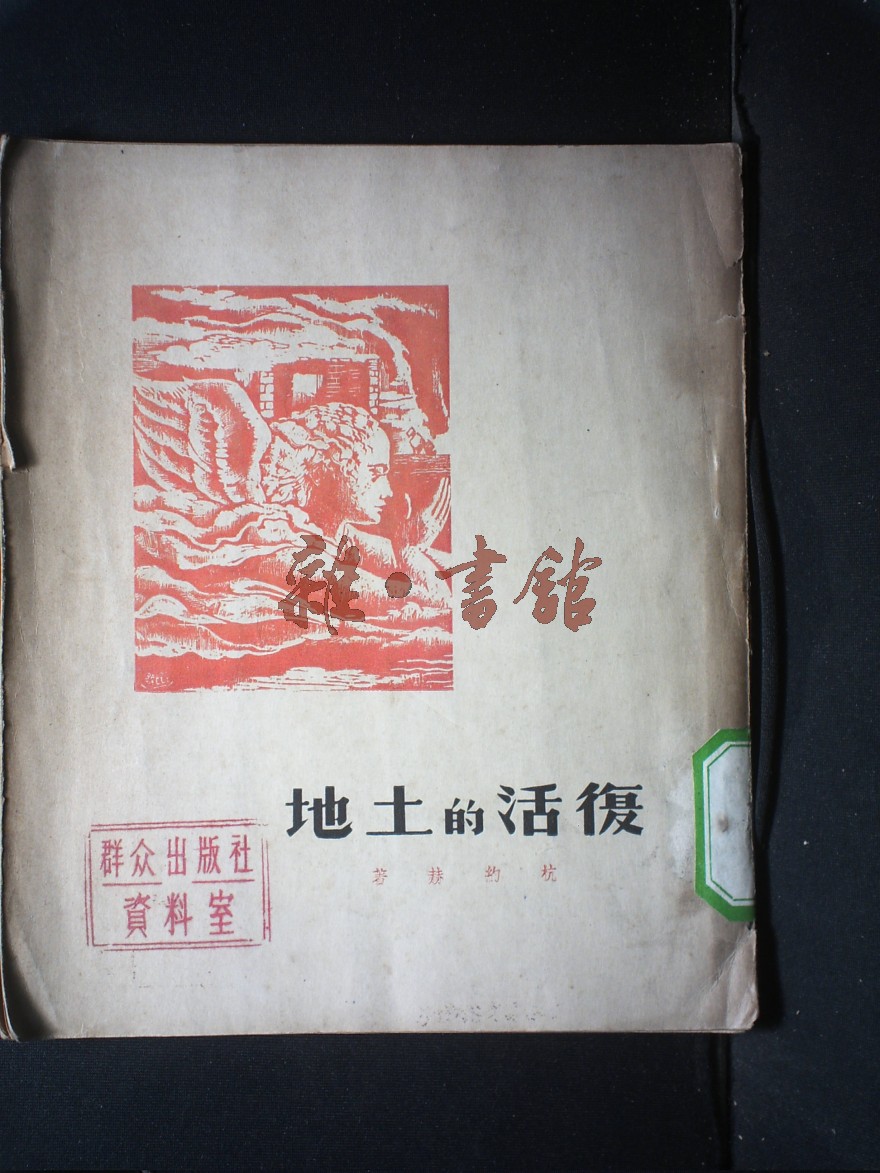 雜·書館
復活的土地
杭約赫著
群众出版社
資料室